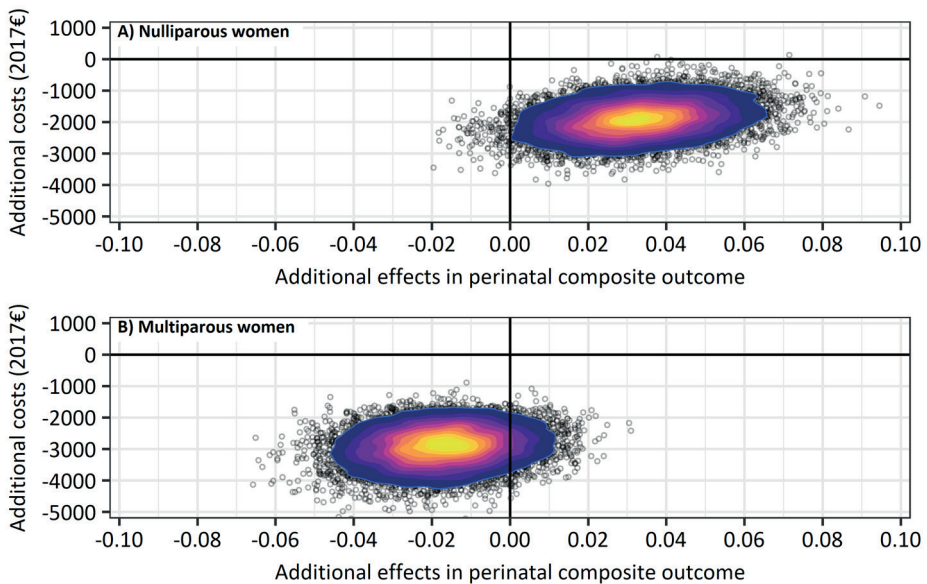 A) Nulliparous women
Additional costs (2017€)
1000
0
-1000
-2000
-3000
-4000
-5000
-0.10 -0.08 -0.06 -0.04 -0.02 0.00 0.02 0.04 0.06 0.08 0.10
Additional effects in perinatal composite outcome
B) Multiparous women
Additional costs (2017€)
1000
0
-1000
-2000
-3000
-4000
-5000
-0.10 -0.08 -0.06 -0.04 -0.02 0.00 0.02 0.04 0.06 0.08 0.10
Additional effects in perinatal composite outcome